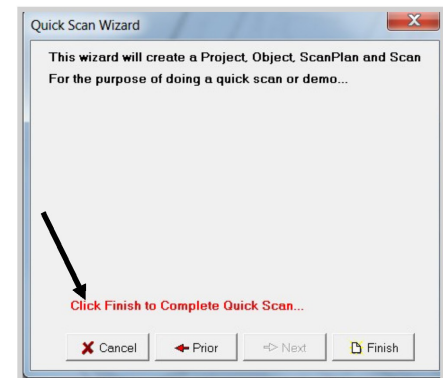 Quick Scan Wizard
This wizard will create a Project, Object, ScanPlan and Scan
For the purpose of doing a quick scan or demo...
Click Finish to Complete Quick Scan...
Cancel
Prior
Next
Finish